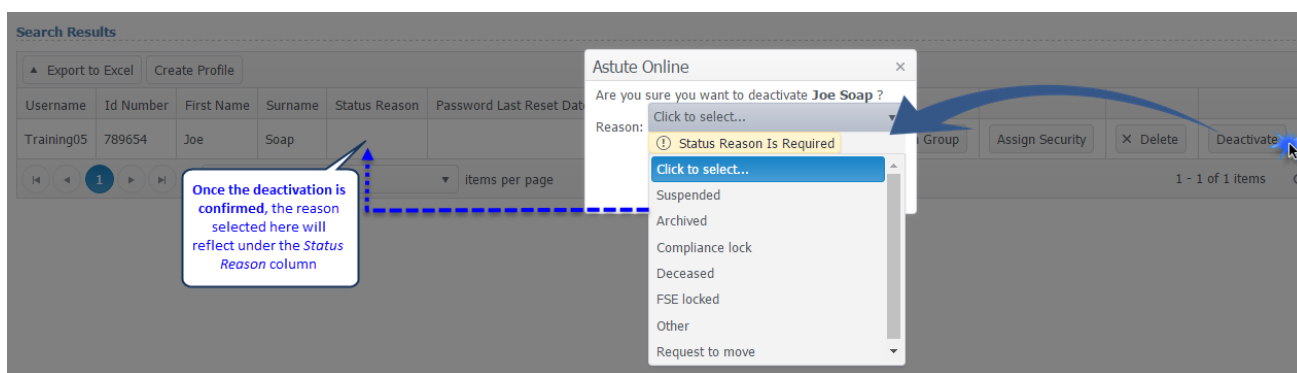 Search Results
Export to Excel Create Profile
Username Id Number First Name Surname Status Reason Password Last Reset Dat
Training05 789654 Joe Soap
Group Assign Security × Delete Deactivate
1 items per page 1 - 1 of 1 items
Once the deactivation is
confirmed, the reason
selected here will
reflect under the Status
Reason column
Astute Online ×
Are you sure you want to deactivate Joe Soap ?
Reason: Click to select...
Status Reason Is Required
Click to select...
Suspended
Archived
Compliance lock
Deceased
FSE locked
Other
Request to move